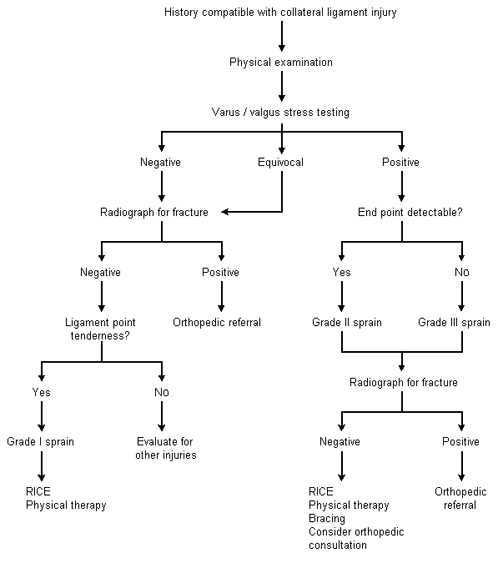 History compatible with collateral ligament injury
Physical examination
Varus / valgus stress testing
Negative
Equivocal
Positive
Radiograph for fracture
End point detectable?
Negative
Positive
Yes
No
Ligament point
tenderness?
Orthopedic referral
Grade II sprain
Grade III sprain
Radiograph for fracture
Yes
No
Grade I sprain
Evaluate for
other injuries
Negative
Positive
RICE
Physical therapy
RICE
Physical therapy
Bracing
Consider orthopedic
consultation
Orthopedic
referral